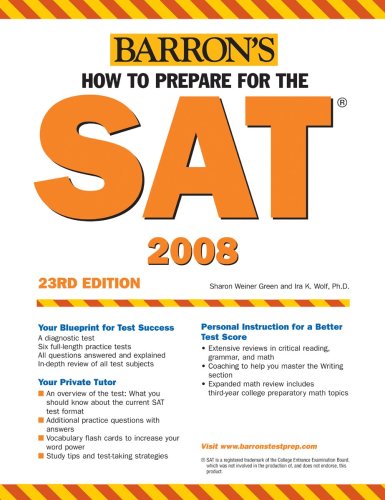 BARRON'S
HOW TO PREPARE FOR THE
SAT®
2008
23RD EDITION
Sharon Weiner Green and Ira K. Wolf, Ph.D.
Your Blueprint for Test Success
A diagnostic test
Six full-length practice tests
All questions answered and explained
In-depth review of all test subjects
Your Private Tutor
■ An overview of the test: What you
should know about the current SAT
test format
■ Additional practice questions with
answers
■ Vocabulary flash cards to increase your
word power
■ Study tips and test-taking strategies
Personal Instruction for a Better
Test Score
• Extensive reviews in critical reading,
grammar, and math
• Coaching to help you master the Writing
section
• Expanded math review includes
third-year college preparatory math topics
Visit www.barronstestprep.com
® SAT is a registered trademark of the College Entrance Examination Board,
which was not involved in the production of, and does not endorse, this
product.